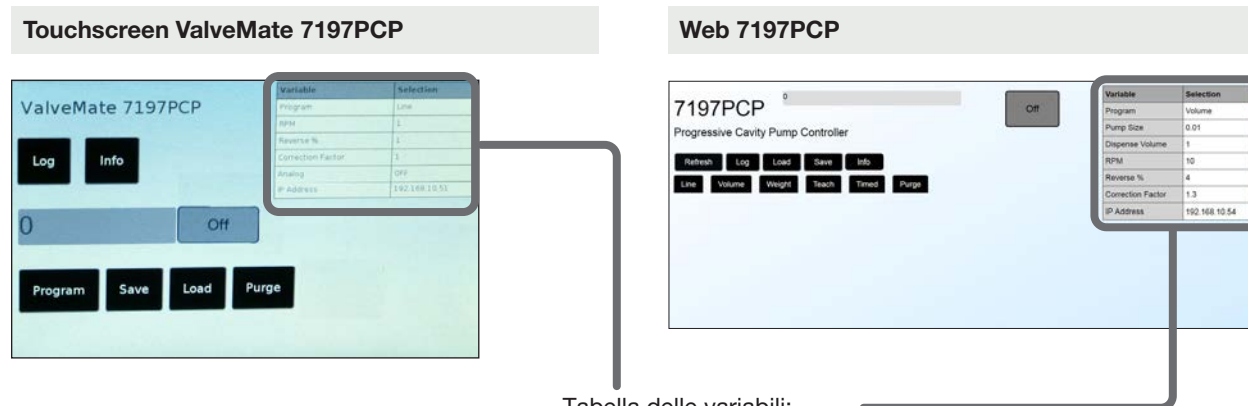 Touchscreen ValveMate 7197PCP
ValveMate 7197PCP
Log Info
0 Off
Program Save Load Purge
Variable Selection
Program Line
RPM 1
Reverse % 1
Correction Factor 1
Analog OFF
IP Address 192.168.10.51
Web 7197PCP
7197PCP
0
Off
Progressive Cavity Pump Controller
Refresh Log Load Save Info
Line Volume Weight Teach Timed Purge
Variable Selection
Program Volume
Pump Size 0.01
Dispense Volume 1
RPM 10
Reverse % 4
Correction Factor 1.3
IP Address 192.168.10.54
Tabella delle variabili: